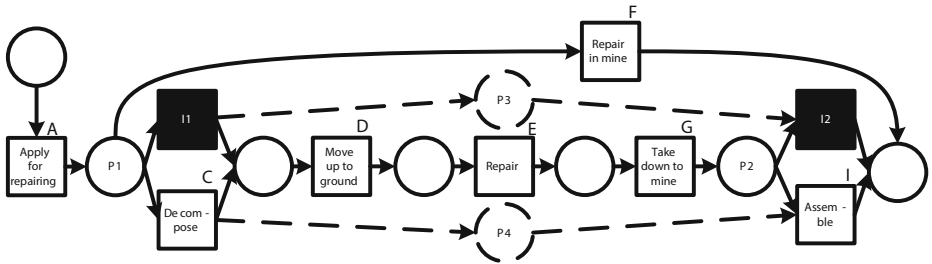 F
Repair
in mine
A
Apply
for
repairing
P1
I1
P3
I2
D
Move
up to
ground
E
Repair
G
Take
down to
mine
P2
C
De com -
pose
P4
I
Assem -
ble